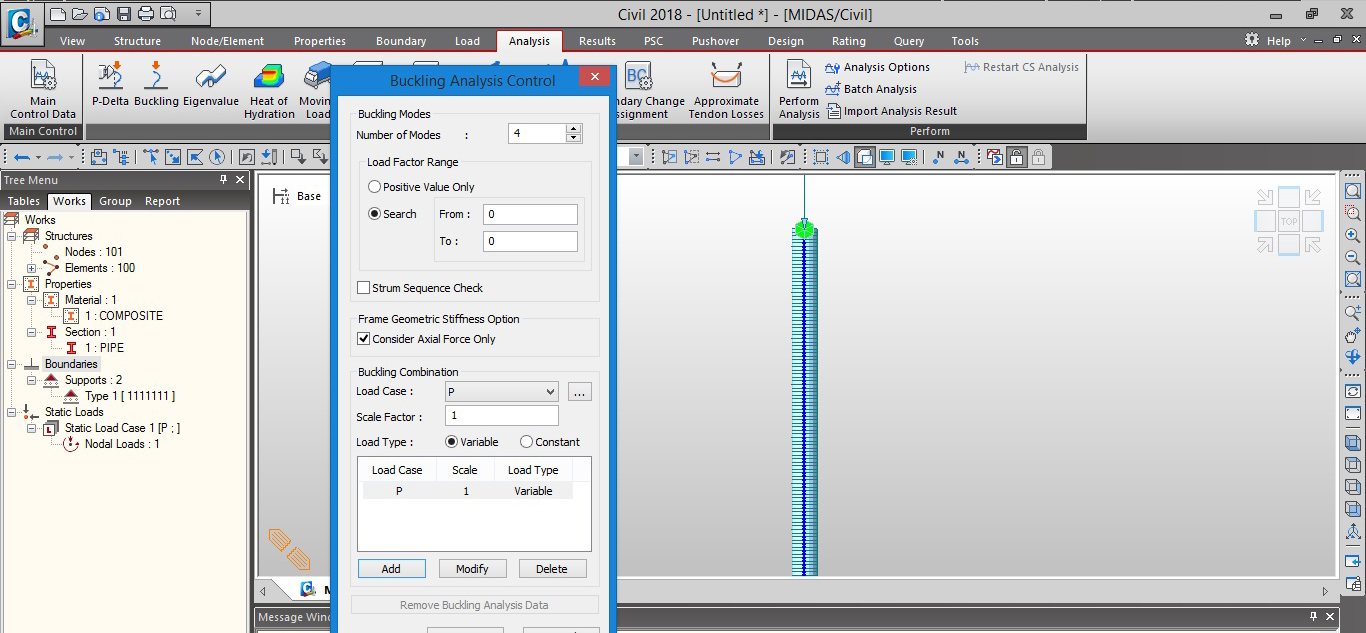 Civil 2018 - [Untitled *] - [MIDAS/Civil]
View Structure Node/Element Properties Boundary Load Analysis Results PSC Pushover Design Rating Query Tools Help
Main Control Data
P-Delta Buckling Eigenvalue
Heat of Hydration
Approximate Tendon Losses
Perform Analysis
Analysis Options
Batch Analysis
Import Analysis Result
Restart CS Analysis
Main Control
Perform
Tree Menu
Tables Works Group Report
Works
Structures
Nodes : 101
Elements : 100
Properties
Material : 1
1 : COMPOSITE
Section : 1
1 : PIPE
Boundaries
Supports : 2
Type 1 [ 1111111 ]
Static Loads
Static Load Case 1 [P ; ]
Nodal Loads : 1
Base
Buckling Analysis Control
Buckling Modes
Number of Modes : 4
Load Factor Range
Positive Value Only
Search From : 0
To : 0
Strum Sequence Check
Frame Geometric Stiffness Option
Consider Axial Force Only
Buckling Combination
Load Case : P ...
Scale Factor : 1
Load Type : Variable Constant
Load Case Scale Load Type
P 1 Variable
Add Modify Delete
Remove Buckling Analysis Data
TOP
BC
Change
N N